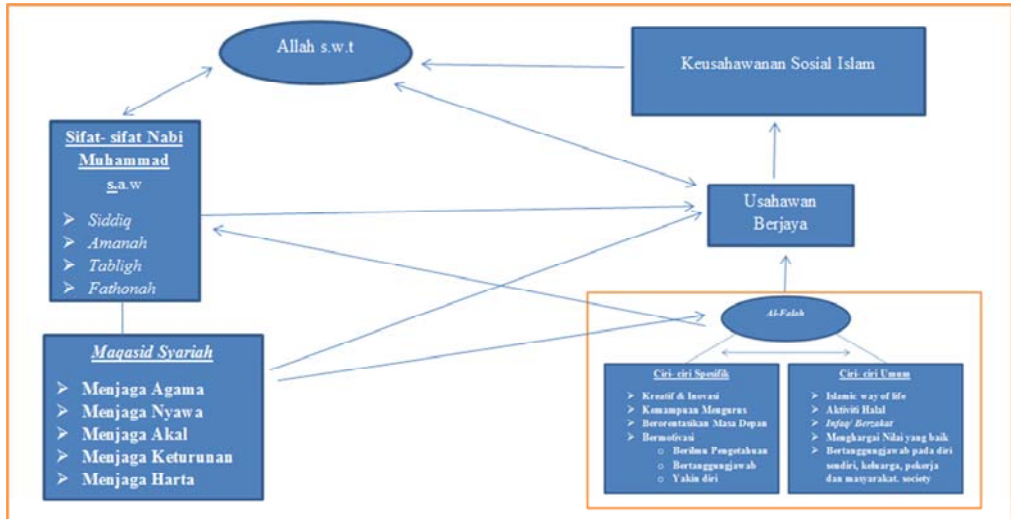 Allah s.w.t
Keusahawanan Sosial Islam
Sifat- sifat Nabi
Muhammad
s.a.w
➢ Siddiq
➢ Amanah
➢ Tabligh
➢ Fathonah
Usahawan
Berjaya
Maqasid Syariah
➢ Menjaga Agama
➢ Menjaga Nyawa
➢ Menjaga Akal
➢ Menjaga Keturunan
➢ Menjaga Harta
Al-Falah
Ciri- ciri Spesifik
➢ Kreatif & Inovasi
➢ Kemampuan Mengurus
➢ Berorentasikan Masa Depan
➢ Bermotivasi
o Berilmu Pengetahuan
o Bertanggungjawab
o Yakin diri
Ciri- ciri Umum
➢ Islamic way of life
➢ Aktiviti Halal
➢ Infaq/ Berzakat
➢ Menghargai Nilai yang baik
➢ Bertanggungjawab pada diri
sendiri, keluarga, pekerja
dan masyarakat. society